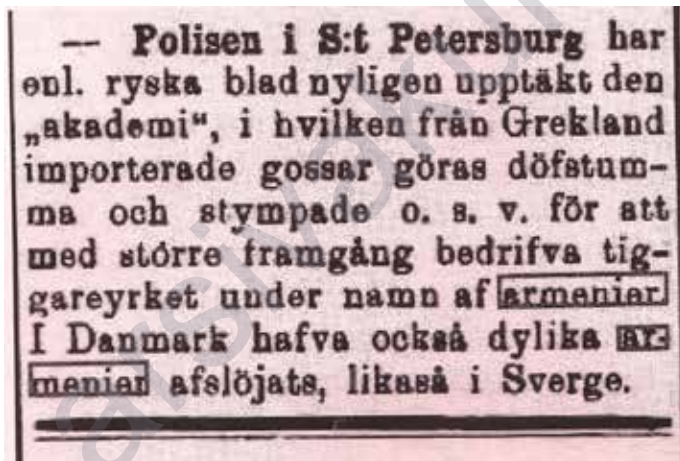 — Polisen i S:t Petersburg har
enl. ryska blad nyligen upptäkt den
„akademi“, i hvilken från Grekland
importerade gossar göras döfstum-
ma och stympade o. s. v. för att
med större framgång bedrifva tig-
gareyrket under namn af armenier.
I Danmark hafva också dylika ar-
menier afslöjats, likaså i Sverge.